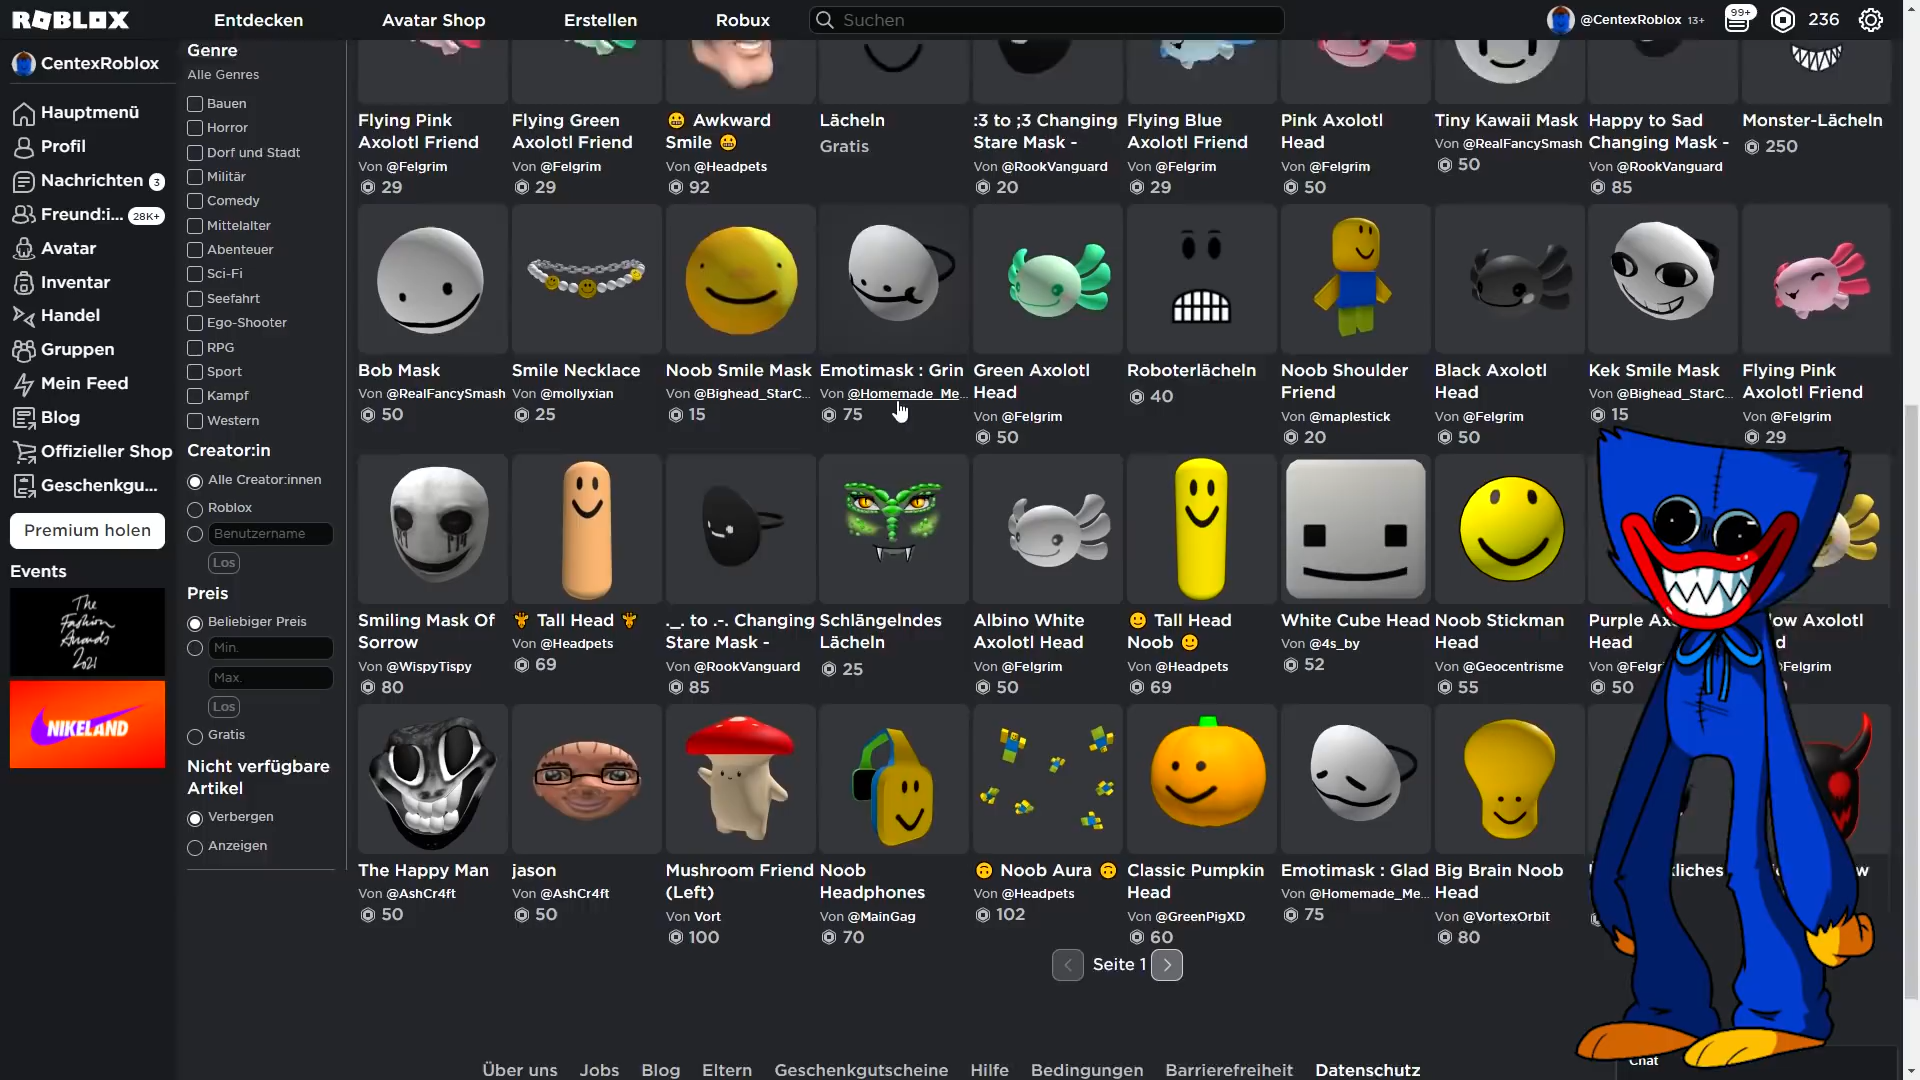 ROBLOX
Entdecken
Avatar Shop
Erstellen
Robux
Suchen
@CentexRoblox 13+
99+
236
CentexRoblox
Hauptmenü
Profil
Nachrichten 3
Freund:i... 28K+
Avatar
Inventar
Handel
Gruppen
Mein Feed
Blog
Offizieller Shop
Geschenkgu...
Premium holen
Events
The
Fashion
Awards
2021
NIKELAND
Genre
Alle Genres
Bauen
Horror
Dorf und Stadt
Militär
Comedy
Mittelalter
Abenteuer
Sci-Fi
Seefahrt
Ego-Shooter
RPG
Sport
Kampf
Western
Creator:in
Alle Creator:innen
Roblox
Benutzername
Los
Preis
Beliebiger Preis
Min.
Max.
Los
Gratis
Nicht verfügbare
Artikel
Verbergen
Anzeigen
Flying Pink
Axolotl Friend
Von @Felgrim
29
Flying Green
Axolotl Friend
Von @Felgrim
29
😬 Awkward
Smile 😬
Von @Headpets
92
Lächeln
Gratis
:3 to ;3 Changing
Stare Mask -
Von @RookVanguard
20
Flying Blue
Axolotl Friend
Von @Felgrim
29
Pink Axolotl
Head
Von @Felgrim
50
Tiny Kawaii Mask
Von @RealFancySmash
50
Happy to Sad
Changing Mask -
Von @RookVanguard
85
Monster-Lächeln
250
Bob Mask
Von @RealFancySmash
50
Smile Necklace
Von @mollyxian
25
Noob Smile Mask
Von @Bighead_StarC...
15
Emotimask : Grin
Von @Homemade_Me...
75
Green Axolotl
Head
Von @Felgrim
50
Roboterlächeln
40
Noob Shoulder
Friend
Von @maplestick
20
Black Axolotl
Head
Von @Felgrim
50
Kek Smile Mask
Von @Bighead_StarC...
15
Flying Pink
Axolotl Friend
Von @Felgrim
29
Smiling Mask Of
Sorrow
Von @WispyTispy
80
Tall Head
Von @Headpets
69
._. to .-. Changing
Stare Mask -
Von @RookVanguard
85
Schlängelndes
Lächeln
25
Albino White
Axolotl Head
Von @Felgrim
50
🙂 Tall Head
Noob 🙂
Von @Headpets
69
White Cube Head
Von @4s_by
52
Noob Stickman
Head
Von @Geocentrisme
55
Purple Ax
Head
Von @Felgr
50
ow Axolotl
d
Felgrim
The Happy Man
Von @AshCr4ft
50
jason
Von @AshCr4ft
50
Mushroom Friend
(Left)
Von Vort
100
Noob
Headphones
Von @MainGag
70
🙃 Noob Aura 🙃
Von @Headpets
102
Classic Pumpkin
Head
Von @GreenPigXD
60
Emotimask : Glad
Von @Homemade_Me...
75
Big Brain Noob
Head
Von @VortexOrbit
80
liches
w
Seite 1
Chat
Über uns
Jobs
Blog
Eltern
Geschenkgutscheine
Hilfe
Bedingungen
Barrierefreiheit
Datenschutz